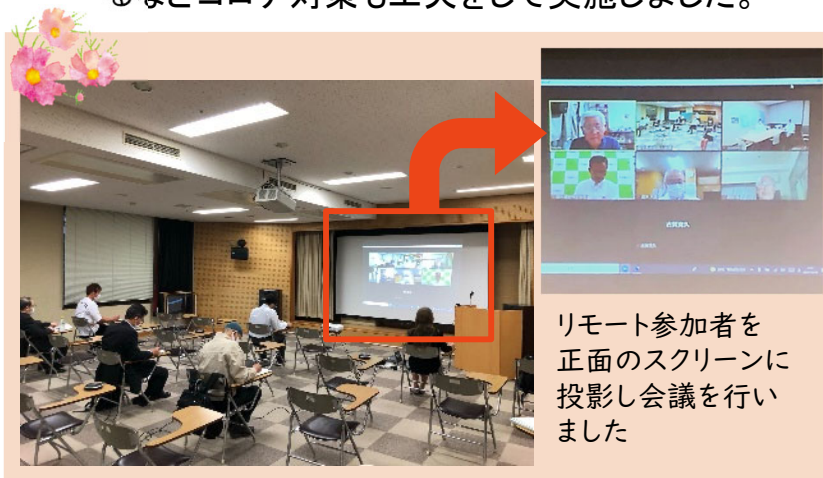 などコロナ対策も工夫をして実施しました。
リモート参加者を
正面のスクリーンに
投影し会議を行い
ました